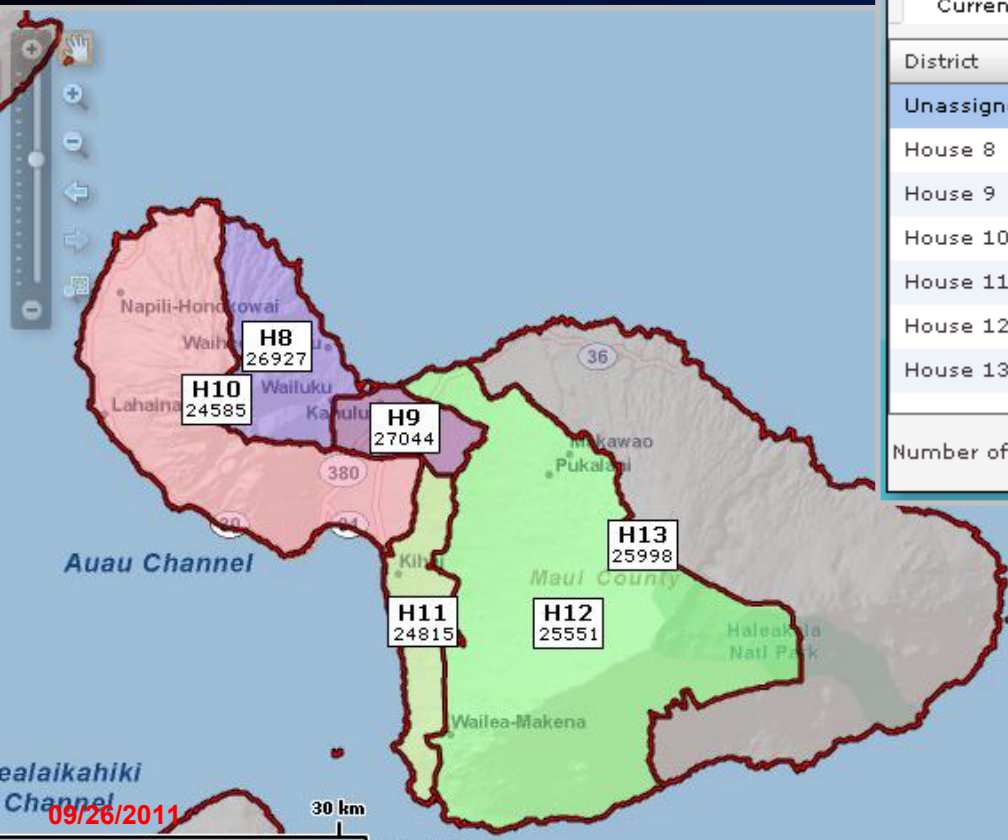 Curren
District
Unassign
House 8
House 9
House 10
House 11
House 12
House 13
Number of
36
Napili-Honokowai
H8
26927
H10
24585
Wailuku
Lahaina
H9
27044
Makawao
Pukalani
380
H13
25998
Auau Channel
Kihei
Maui County
H11
24815
H12
25551
Haleakala
Natl Park
Wailea-Makena
ealaikahiki
Channel
09/26/2011
30 km